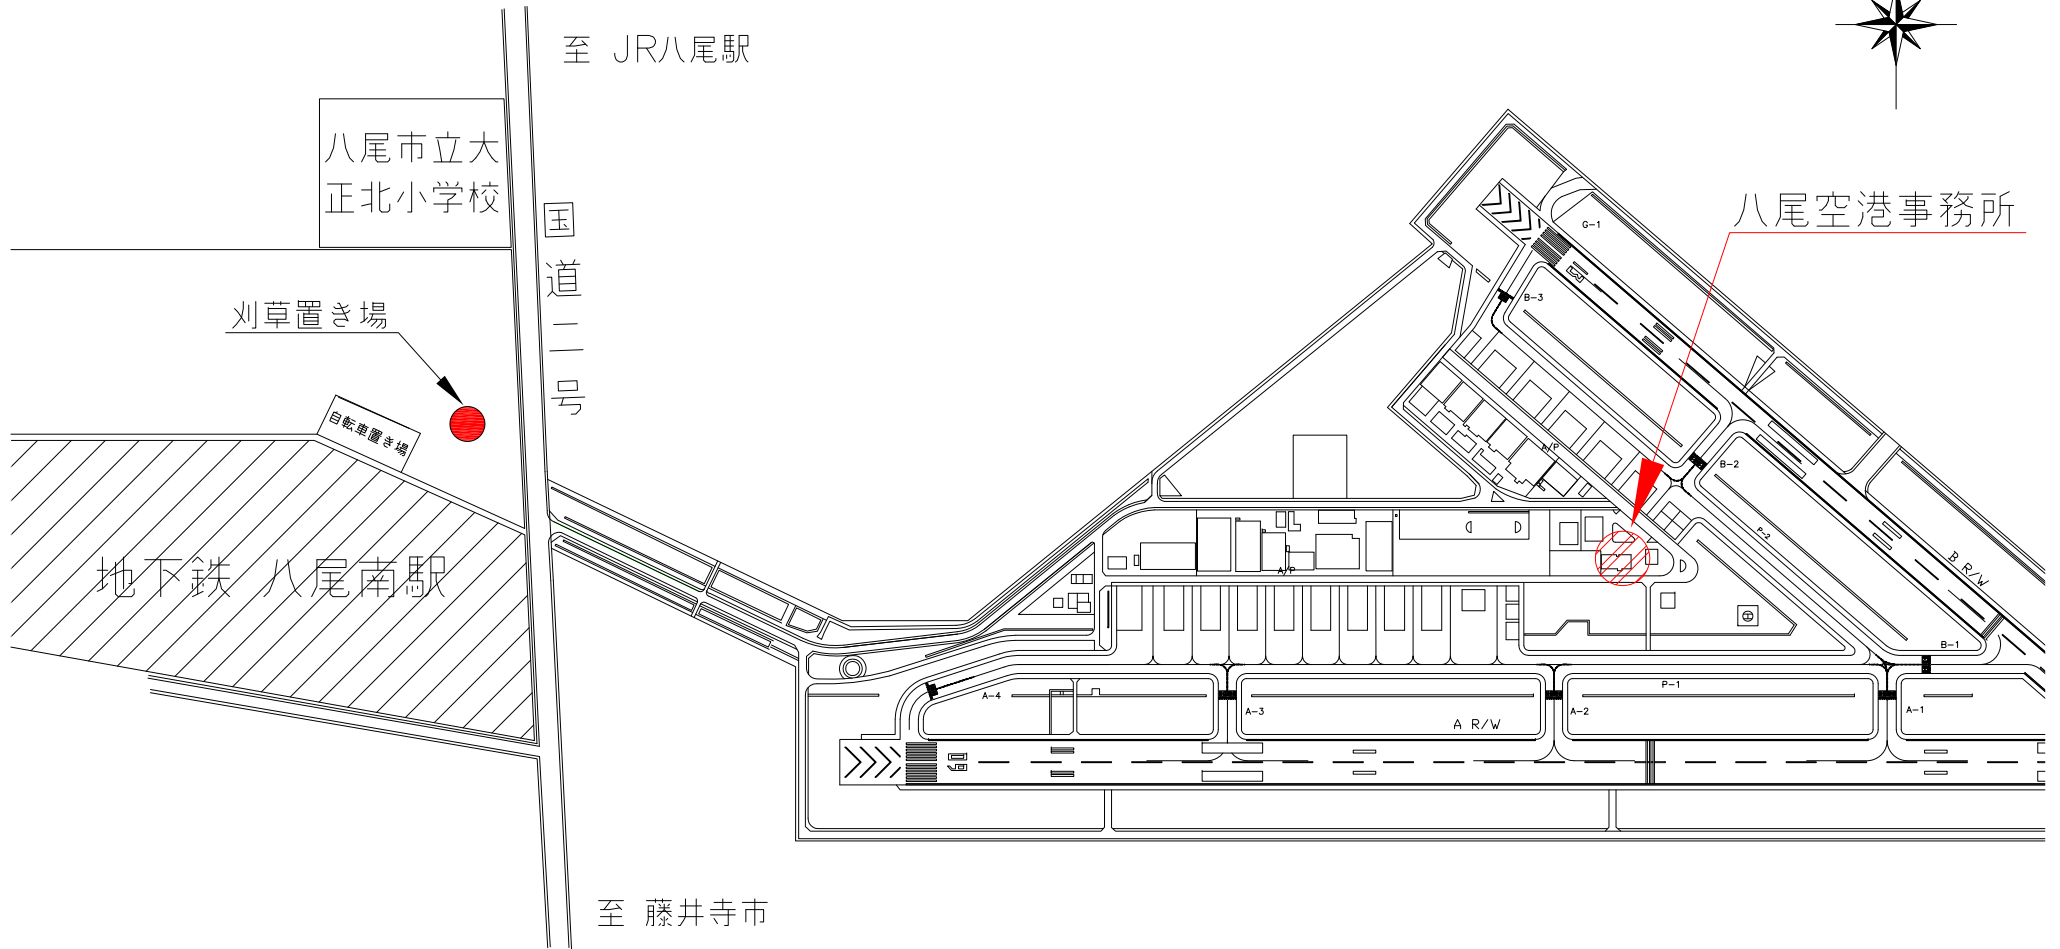 至 JR八尾駅
八尾市立大
正北小学校
国道二号
八尾空港事務所
刈草置き場
自転車置き場
地下鉄 八尾南駅
至 藤井寺市
G-1
B-3
A/P
B-2
P-2
B R/W
A/P
B-1
A-4
A-3
A R/W
A-2
P-1
A-1
H